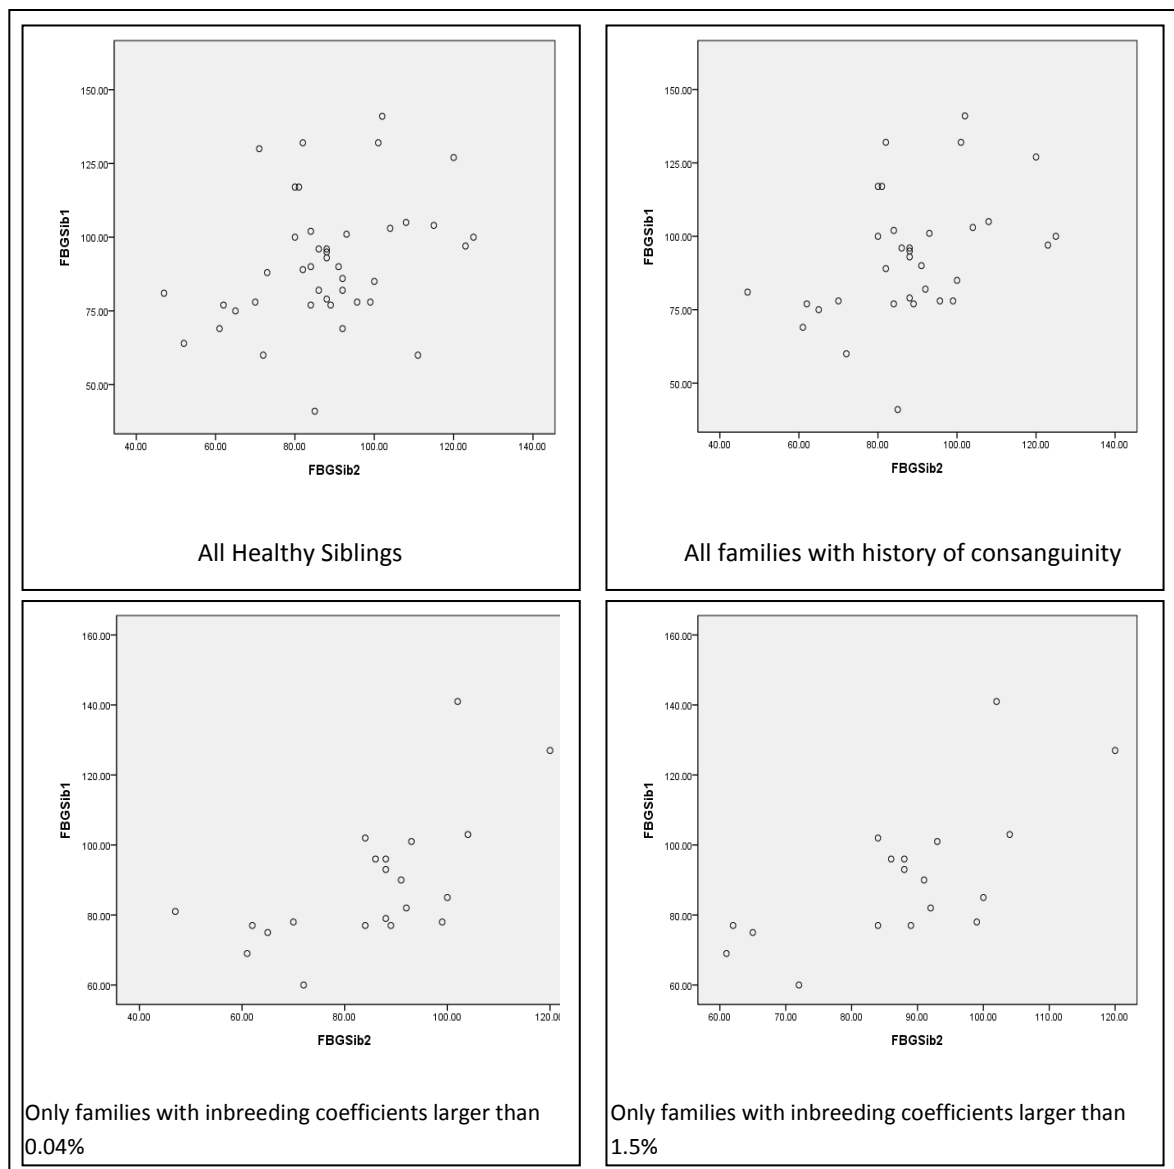 150.00
125.00
100.00
75.00
50.00
FBGSib1
40.00 60.00 80.00 100.00 120.00 140.00
FBGSib2
All Healthy Siblings
150.00
125.00
100.00
75.00
50.00
FBGSib1
40.00 60.00 80.00 100.00 120.00 140.00
FBGSib2
All families with history of consanguinity
160.00
140.00
120.00
100.00
80.00
60.00
FBGSib1
40.00 60.00 80.00 100.00 120.0
FBGSib2
Only families with inbreeding coefficients larger than
0.04%
160.00
140.00
120.00
100.00
80.00
60.00
FBGSib1
60.00 70.00 80.00 90.00 100.00 110.00 120.00
FBGSib2
Only families with inbreeding coefficients larger than
1.5%